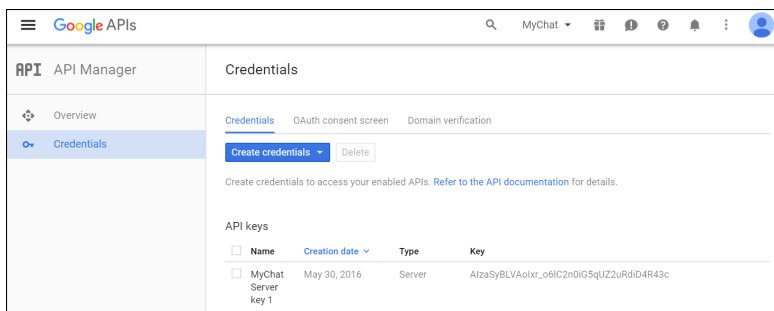 Google APIs MyChat
API API Manager Credentials
Overview
Credentials
Credentials OAuth consent screen Domain verification
Create credentials Delete
Create credentials to access your enabled APIs. Refer to the API documentation for details.
API keys
Name Creation date Type Key
MyChat May 30, 2016 Server AIzaSyBLVAoIxr_o6lC2n0iG5qUZ2uRdiD4R43c
Server
key 1